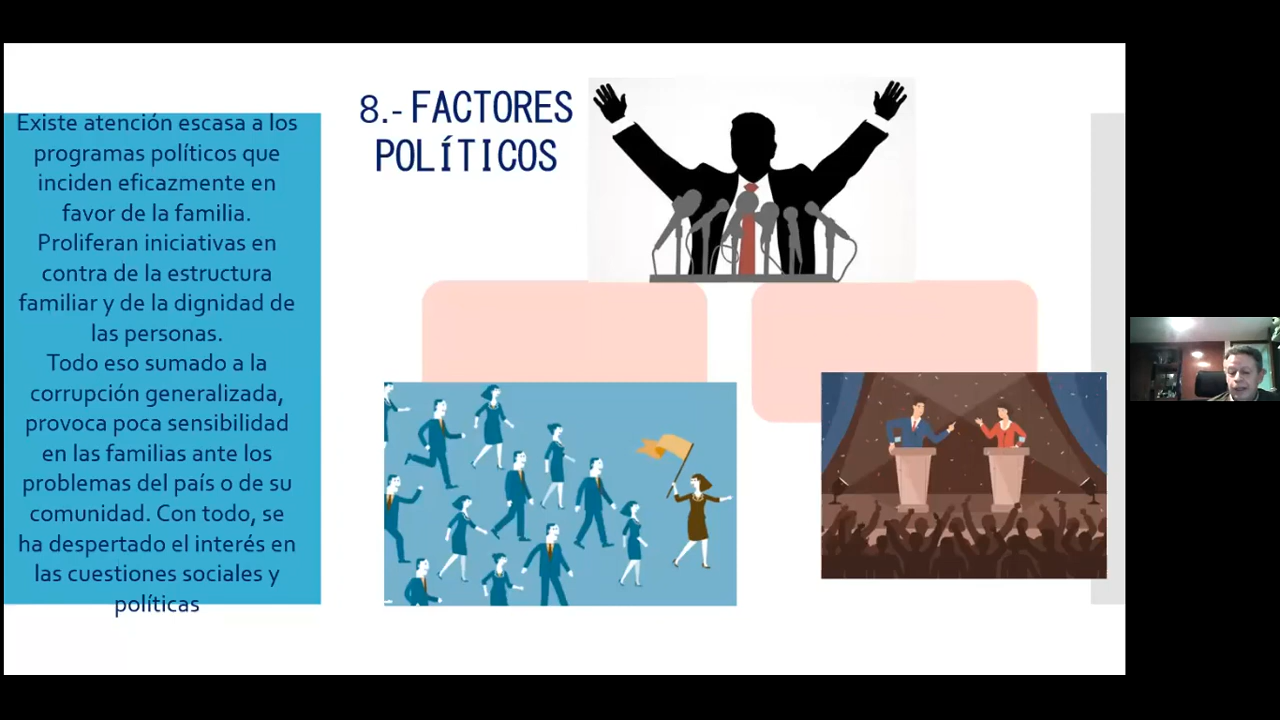 8.- FACTORES
POLÍTICOS
Existe atención escasa a los
programas políticos que
inciden eficazmente en
favor de la familia.
Proliferan iniciativas en
contra de la estructura
familiar y de la dignidad de
las personas.
Todo eso sumado a la
corrupción generalizada,
provoca poca sensibilidad
en las familias ante los
problemas del país o de su
comunidad. Con todo, se
ha despertado el interés en
las cuestiones sociales y
políticas